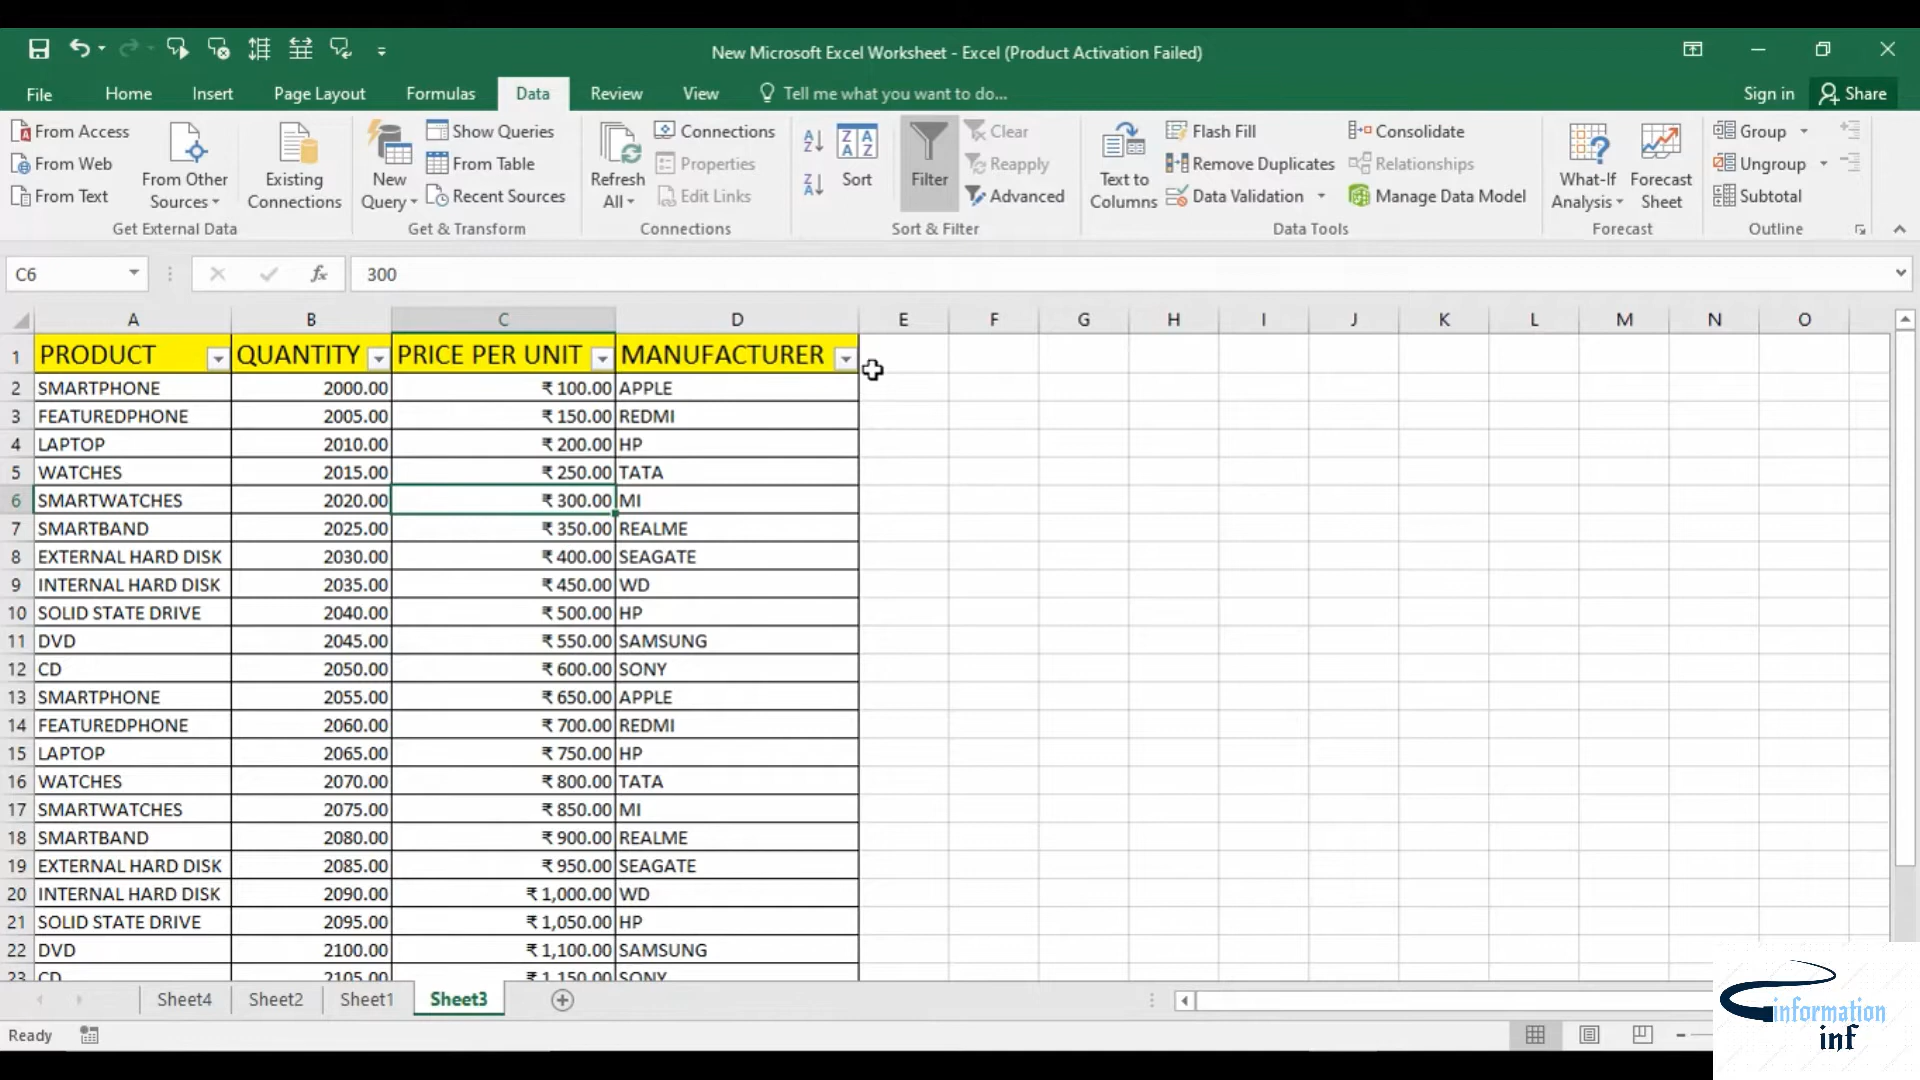 New Microsoft Excel Worksheet - Excel (Product Activation Failed)
File Home Insert Page Layout Formulas Data Review View Tell me what you want to do... Sign in Share
From Access
From Web
From Text
From Other Sources
Existing Connections
Get External Data
New Query
Show Queries
From Table
Recent Sources
Get & Transform
Refresh All
Connections
Properties
Edit Links
Connections
Sort
Filter
Clear
Reapply
Advanced
Sort & Filter
Text to Columns
Flash Fill
Remove Duplicates
Data Validation
Consolidate
Relationships
Manage Data Model
Data Tools
What-If Analysis
Forecast Sheet
Forecast
Group
Ungroup
Subtotal
Outline
C6 fx 300
A B C D E F G H I J K L M N O
1 PRODUCT QUANTITY PRICE PER UNIT MANUFACTURER
2 SMARTPHONE 2000.00 ₹ 100.00 APPLE
3 FEATUREDPHONE 2005.00 ₹ 150.00 REDMI
4 LAPTOP 2010.00 ₹ 200.00 HP
5 WATCHES 2015.00 ₹ 250.00 TATA
6 SMARTWATCHES 2020.00 ₹ 300.00 MI
7 SMARTBAND 2025.00 ₹ 350.00 REALME
8 EXTERNAL HARD DISK 2030.00 ₹ 400.00 SEAGATE
9 INTERNAL HARD DISK 2035.00 ₹ 450.00 WD
10 SOLID STATE DRIVE 2040.00 ₹ 500.00 HP
11 DVD 2045.00 ₹ 550.00 SAMSUNG
12 CD 2050.00 ₹ 600.00 SONY
13 SMARTPHONE 2055.00 ₹ 650.00 APPLE
14 FEATUREDPHONE 2060.00 ₹ 700.00 REDMI
15 LAPTOP 2065.00 ₹ 750.00 HP
16 WATCHES 2070.00 ₹ 800.00 TATA
17 SMARTWATCHES 2075.00 ₹ 850.00 MI
18 SMARTBAND 2080.00 ₹ 900.00 REALME
19 EXTERNAL HARD DISK 2085.00 ₹ 950.00 SEAGATE
20 INTERNAL HARD DISK 2090.00 ₹ 1,000.00 WD
21 SOLID STATE DRIVE 2095.00 ₹ 1,050.00 HP
22 DVD 2100.00 ₹ 1,100.00 SAMSUNG
23 CD 2105.00 ₹ 1,150.00 SONY
Sheet4 Sheet2 Sheet1 Sheet3
Ready
information
inf